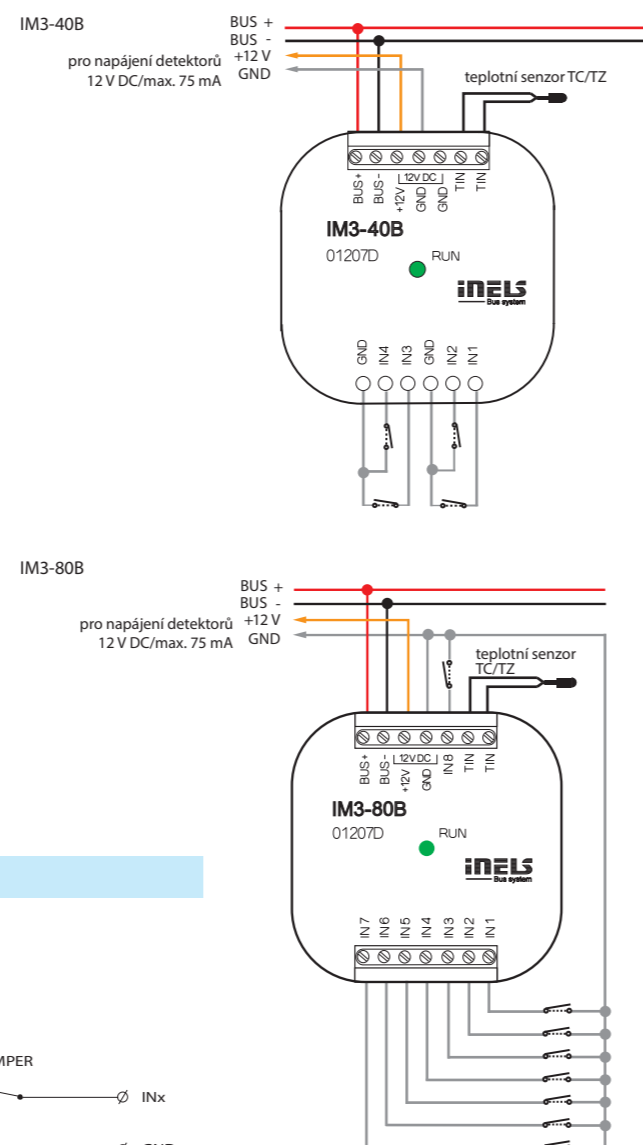 IM3-40B
BUS +
BUS -
pro napájení detektorů
12 V DC/max. 75 mA
+12 V
GND
teplotní senzor TC/TZ
BUS+
BUS-
+12V
12V DC
GND
GND
TIN
TIN
IM3-40B
01207D
RUN
iNELS
Bus system
GND
IN4
IN3
GND
IN2
IN1
IM3-80B
BUS +
BUS -
pro napájení detektorů
12 V DC/max. 75 mA
+12 V
GND
teplotní senzor
TC/TZ
BUS+
BUS-
+12V
12V DC
GND
IN8
TIN
TIN
IM3-80B
01207D
RUN
iNELS
Bus system
IN7
IN6
IN5
IN4
IN3
IN2
IN1
MPER
INx